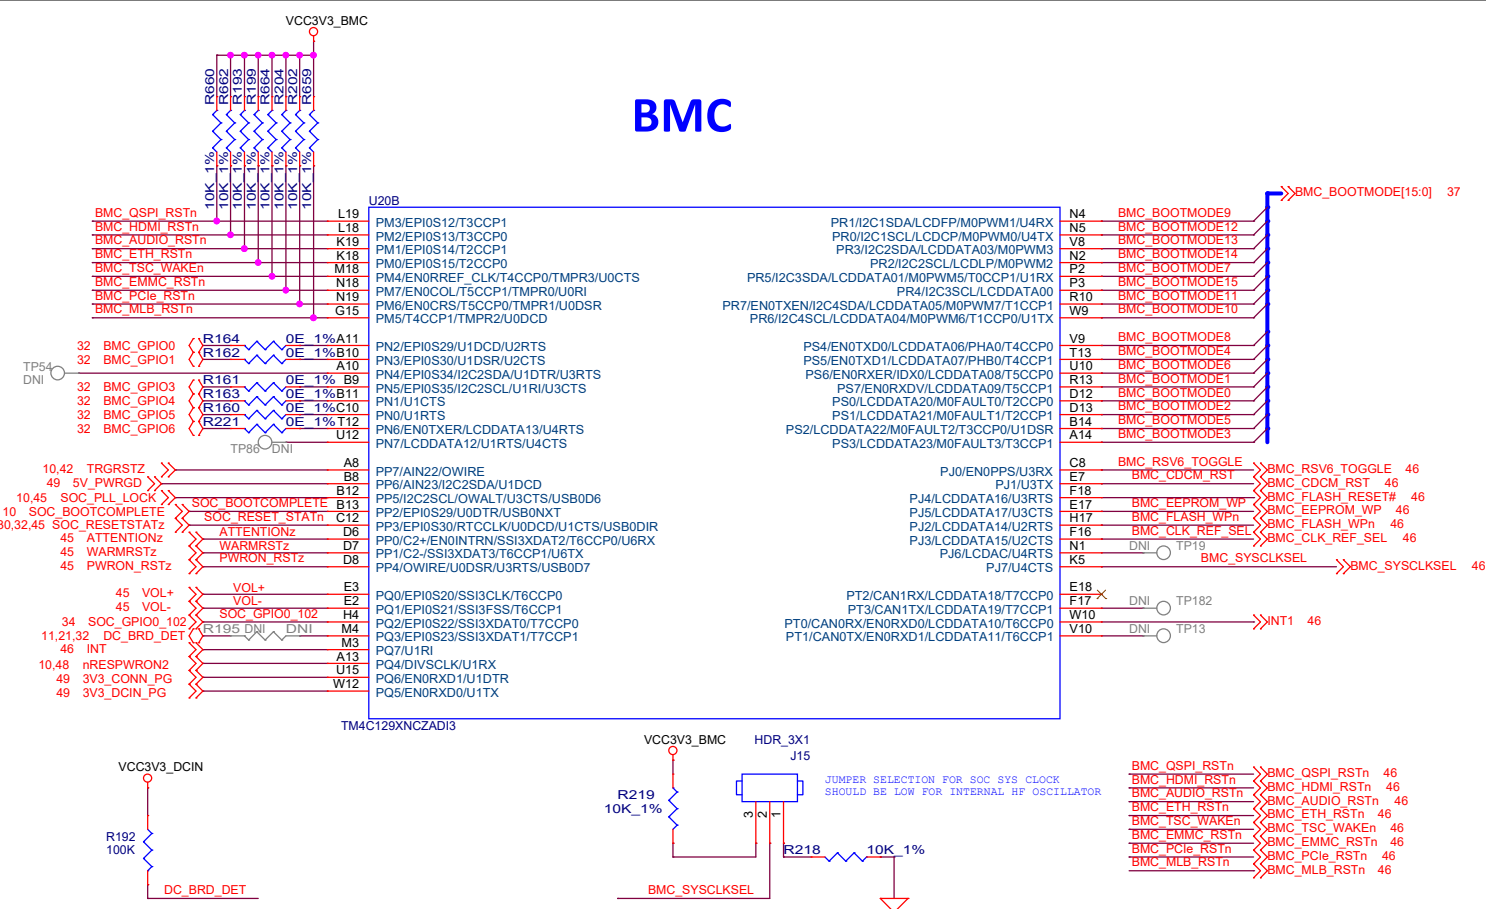 VCC3V3_BMC
R660
R662
R193
R199
R664
R204
R202
R659
10K_1%
10K_1%
10K_1%
10K_1%
10K_1%
10K_1%
10K_1%
10K_1%
BMC
BMC_BOOTMODE[15:0] 37
U20B
BMC_QSPI_RSTn L19 PM3/EPI0S12/T3CCP1 PR1/I2C1SDA/LCDFP/M0PWM1/U4RX N4 BMC_BOOTMODE9
BMC_HDMI_RSTn L18 PM2/EPI0S13/T3CCP0 PR0/I2C1SCL/LCDCP/M0PWM0/U4TX N5 BMC_BOOTMODE12
BMC_AUDIO_RSTn K19 PM1/EPI0S14/T2CCP1 PR3/I2C2SDA/LCDDATA03/M0PWM3 V8 BMC_BOOTMODE13
BMC_ETH_RSTn K18 PM0/EPI0S15/T2CCP0 PR2/I2C2SCL/LCDLP/M0PWM2 N2 BMC_BOOTMODE14
BMC_TSC_WAKEn M18 PM4/EN0RREF_CLK/T4CCP0/TMPR3/U0CTS PR5/I2C3SDA/LCDDATA01/M0PWM5/T0CCP1/U1RX P2 BMC_BOOTMODE7
BMC_EMMC_RSTn N18 PM7/EN0COL/T5CCP1/TMPR0/U0RI PR4/I2C3SCL/LCDDATA00 P3 BMC_BOOTMODE15
BMC_PCIe_RSTn N19 PM6/EN0CRS/T5CCP0/TMPR1/U0DSR PR7/EN0TXEN/I2C4SDA/LCDDATA05/M0PWM7/T1CCP1 R10 BMC_BOOTMODE11
BMC_MLB_RSTn G15 PM5/T4CCP1/TMPR2/U0DCD PR6/I2C4SCL/LCDDATA04/M0PWM6/T1CCP0/U1TX W9 BMC_BOOTMODE10
32 BMC_GPIO0 R164 0E_1% A11 PN2/EPI0S29/U1DCD/U2RTS PS4/EN0TXD0/LCDDATA06/PHA0/T4CCP0 V9 BMC_BOOTMODE8
32 BMC_GPIO1 R162 0E_1% B10 PN3/EPI0S30/U1DSR/U2CTS PS5/EN0TXD1/LCDDATA07/PHB0/T4CCP1 T13 BMC_BOOTMODE4
TP54 DNI A10 PN4/EPI0S34/I2C2SDA/U1DTR/U3RTS PS6/EN0RXER/IDX0/LCDDATA08/T5CCP0 U10 BMC_BOOTMODE6
32 BMC_GPIO3 R161 0E_1% B9 PN5/EPI0S35/I2C2SCL/U1RI/U3CTS PS7/EN0RXDV/LCDDATA09/T5CCP1 R13 BMC_BOOTMODE1
32 BMC_GPIO4 R163 0E_1% B11 PN1/U1CTS PS0/LCDDATA20/M0FAULT0/T2CCP0 D12 BMC_BOOTMODE0
32 BMC_GPIO5 R160 0E_1% C10 PN0/U1RTS PS1/LCDDATA21/M0FAULT1/T2CCP1 D13 BMC_BOOTMODE2
32 BMC_GPIO6 R221 0E_1% T12 PN6/EN0TXER/LCDDATA13/U4RTS PS2/LCDDATA22/M0FAULT2/T3CCP0/U1DSR B14 BMC_BOOTMODE5
TP86 DNI U12 PN7/LCDDATA12/U1RTS/U4CTS PS3/LCDDATA23/M0FAULT3/T3CCP1 A14 BMC_BOOTMODE3
10,42 TRGRSTZ A8 PP7/AIN22/OWIRE PJ0/EN0PPS/U3RX C8 BMC_RSV6_TOGGLE BMC_RSV6_TOGGLE 46
49 5V_PWRGD B8 PP6/AIN23/I2C2SDA/U1DCD PJ1/U3TX E7 BMC_CDCM_RST BMC_CDCM_RST 46
10,45 SOC_PLL_LOCK B12 PP5/I2C2SCL/OWALT/U3CTS/USB0D6 PJ4/LCDDATA16/U3RTS F18 BMC_FLASH_RESET# 46
10 SOC_BOOTCOMPLETE SOC_BOOTCOMPLETE B13 PP2/EPI0S29/U0DTR/USB0NXT PJ5/LCDDATA17/U3CTS E17 BMC_EEPROM_WP BMC_EEPROM_WP 46
30,32,45 SOC_RESETSTATz SOC_RESET_STATn C12 PP3/EPI0S30/RTCCLK/U0DCD/U1CTS/USB0DIR PJ2/LCDDATA14/U2RTS H17 BMC_FLASH_WPn BMC_FLASH_WPn 46
45 ATTENTIONz ATTENTIONz D6 PP0/C2+/EN0INTRN/SSI3XDAT2/T6CCP0/U6RX PJ3/LCDDATA15/U2CTS F16 BMC_CLK_REF_SEL BMC_CLK_REF_SEL 46
45 WARMRSTz WARMRSTz D7 PP1/C2-/SSI3XDAT3/T6CCP1/U6TX PJ6/LCDAC/U4RTS N1 DNI TP19
45 PWRON_RSTz PWRON_RSTz D8 PP4/OWIRE/U0DSR/U3RTS/USB0D7 PJ7/U4CTS K5 BMC_SYSCLKSEL BMC_SYSCLKSEL 46
45 VOL+ VOL+ E3 PQ0/EPI0S20/SSI3CLK/T6CCP0 PT2/CAN1RX/LCDDATA18/T7CCP0 E18
45 VOL- VOL- E2 PQ1/EPI0S21/SSI3FSS/T6CCP1 PT3/CAN1TX/LCDDATA19/T7CCP1 F17 DNI TP182
34 SOC_GPIO0_102 SOC_GPIO0_102 H4 PQ2/EPI0S22/SSI3XDAT0/T7CCP0 PT0/CAN0RX/EN0RXD0/LCDDATA10/T6CCP0 W10 INT1 46
11,21,32 DC_BRD_DET R195 DNI DNI M4 PQ3/EPI0S23/SSI3XDAT1/T7CCP1 PT1/CAN0TX/EN0RXD1/LCDDATA11/T6CCP1 V10 DNI TP13
46 INT M3 PQ7/U1RI
10,48 nRESPWRON2 A13 PQ4/DIVSCLK/U1RX
49 3V3_CONN_PG U15 PQ6/EN0RXD1/U1DTR
49 3V3_DCIN_PG W12 PQ5/EN0RXD0/U1TX
TM4C129XNCZADI3
VCC3V3_DCIN
R192
100K
DC_BRD_DET
VCC3V3_BMC
R219
10K_1%
HDR_3X1
J15
3 2 1
JUMPER SELECTION FOR SOC SYS CLOCK
SHOULD BE LOW FOR INTERNAL HF OSCILLATOR
R218 10K_1%
BMC_SYSCLKSEL
BMC_QSPI_RSTn BMC_QSPI_RSTn 46
BMC_HDMI_RSTn BMC_HDMI_RSTn 46
BMC_AUDIO_RSTn BMC_AUDIO_RSTn 46
BMC_ETH_RSTn BMC_ETH_RSTn 46
BMC_TSC_WAKEn BMC_TSC_WAKEn 46
BMC_EMMC_RSTn BMC_EMMC_RSTn 46
BMC_PCIe_RSTn BMC_PCIe_RSTn 46
BMC_MLB_RSTn BMC_MLB_RSTn 46